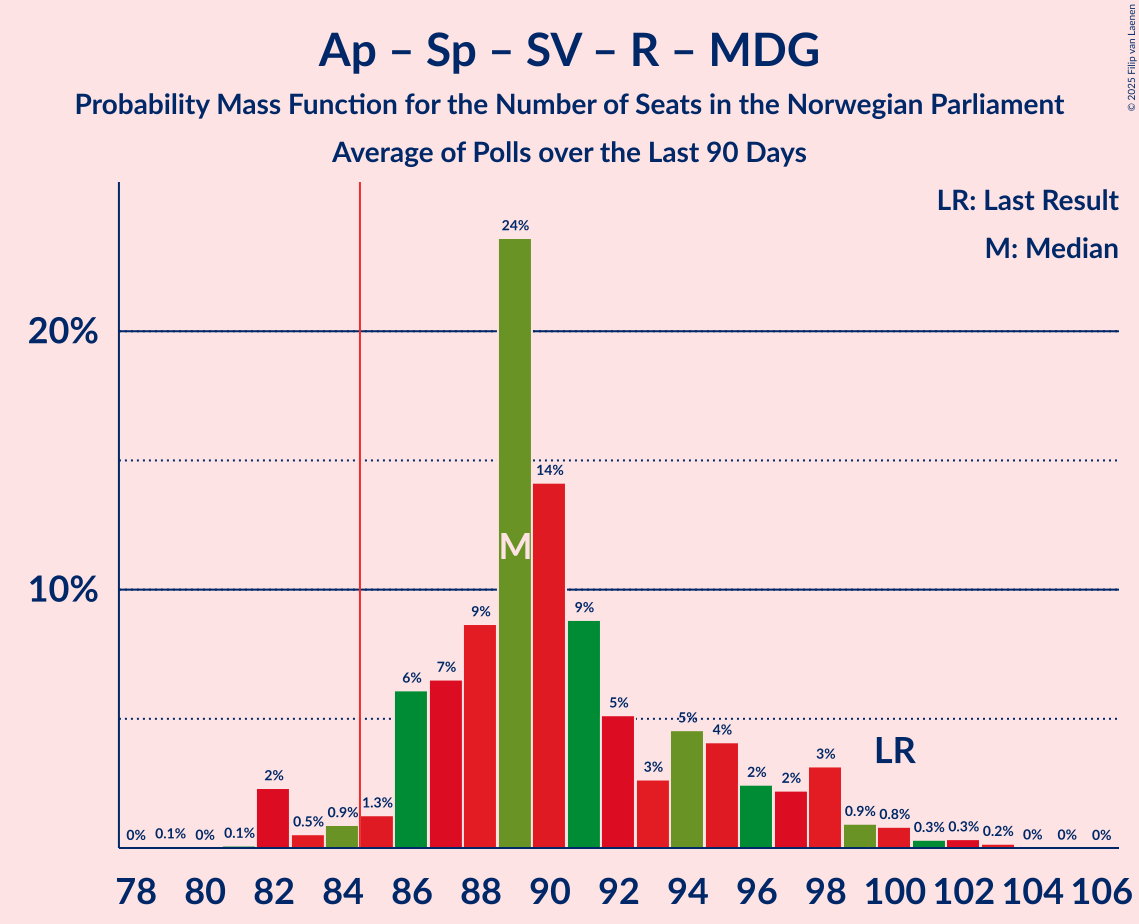 Ap – Sp – SV – R – MDG
Probability Mass Function for the Number of Seats in the Norwegian Parliament
Average of Polls over the Last 90 Days
© 2025 Filip van Laenen
LR: Last Result
M: Median
20%
10%
0% 0.1% 0% 0.1% 2% 0.5% 0.9% 1.3% 6% 7% 9% 24% 14% 9% 5% 3% 5% 4% 2% 2% 3% 0.9% 0.8% 0.3% 0.3% 0.2% 0% 0% 0%
M
LR
78 80 82 84 86 88 90 92 94 96 98 100 102 104 106